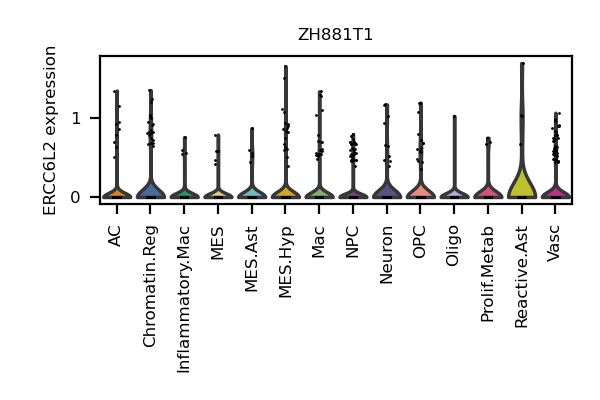 ZH881T1
ERCC6L2 expression
1
0
AC
Chromatin.Reg
Inflammatory.Mac
MES
MES.Ast
MES.Hyp
Mac
NPC
Neuron
OPC
Oligo
Prolif.Metab
Reactive.Ast
Vasc